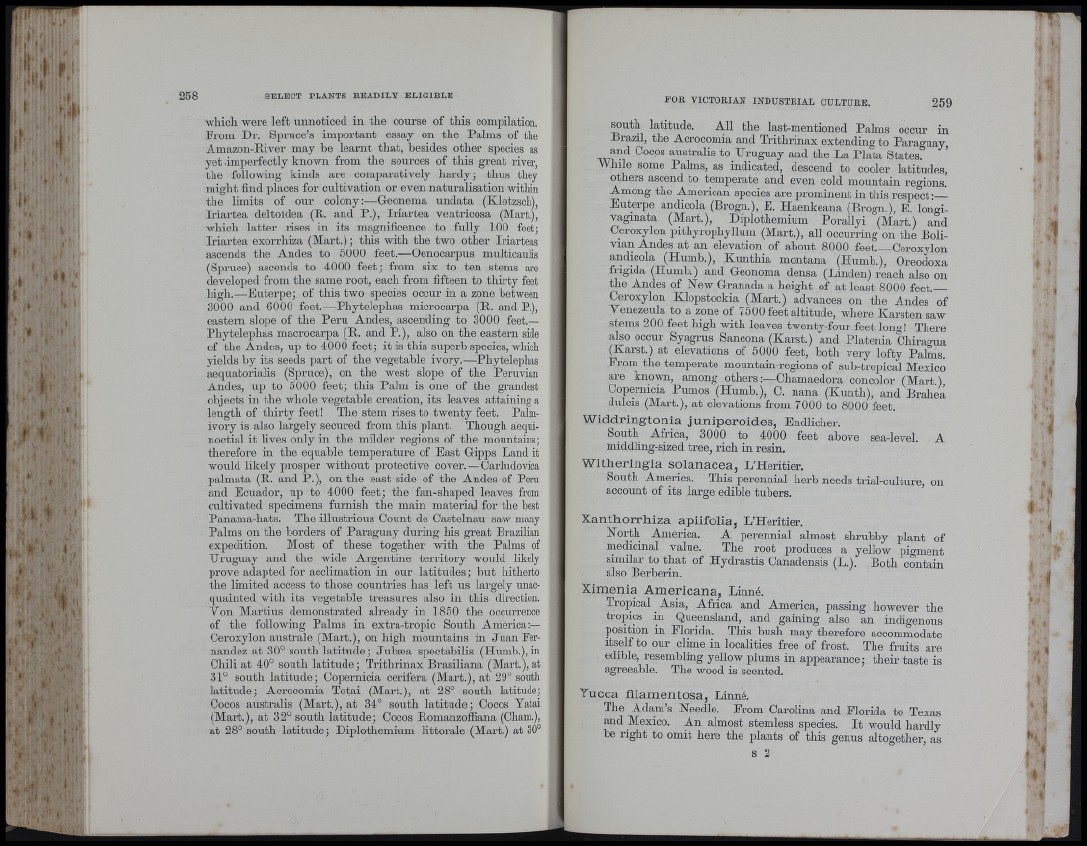 258
SELECT PLANTS READILY ELIGIBLE
which were left unnoticed in the course of this compilation.
From Dr. Spruce's important essay on the Palms of the
Amazon-River may be learnt that, besides other species as
yet imperfectly known from the sources of this great river,
the following kinds are comparatively hardy; thus they
might find places for cultivation or even naturalisation within
the limits of our colony:—Geonoma undata (Klotzsch),
Iriartea deltoidea (R. and P.), Iriartea ventricosa (Mart.),
which latter rises in its magnificence to fully 100 feet;
Iriartea exorrhiza (Mart.); this with the two other Iriarteas
ascends the Andes to 5000 feet.—Oenocarpus multicaulis
(Spruce) ascends to 4000 feet; from six to ten stems are
developed from the same root, each from fifteen to thirty feet
high.—Euterpe; of this two species occur in a zone between
3000 and 6000 feet.—Phytelephas microcarpa (R. and P.),
eastern slope of the Peru Andes, ascending to 3000 feet.—
Phytelephas macrocarpa (R. and P.), also on the eastern side
of the Andes, up to 4000 feet; it is this superb species, which
yields by its seeds part of the vegetable ivory.—Phytelephas
aequatorialis (Spruce), on the west slope of the Peruvian
Andes, up to 5000 feet; this Palm is one of the grandest
objects in the whole vegetable creation, its leaves attaining a
length of thirty feet! The stem rises to twenty feet. Palm-
ivory is also largely secured from this plant. Though aequi-
noctial it lives only in the milder regions of the mountains;
therefore in the equable temperature of East Gipps Land it
would likely prosper without protective cover.—Carludovica
palmata (R. and P.), on the east side of the Andes of Peru
and Ecuador, up to 4000 feet; the fan-shaped leaves from
cultivated specimens furnish the main material for the best
Panama-hats. The illustrious Count de Castelnau saw many
Palms on the borders of Paraguay during his great Brazilian
expedition. Most of these together with the Palms of
Uruguay and the wide Argentine territory would likely
prove adapted for acclimation in our latitudes; but hitherto
the limited access to those countries has left us largely unac-
quainted with its vegetable treasures also in this direction.
Von Martius demonstrated already in 1850 the occurrence
of the following Palms in extra-tropic South America:—
Ceroxylon australe (Mart.), on high mountains in Juan Fer-
nandez at 30° south latitude; Jubæa spectabilis (Humb.), in
Chili at 40° south latitude; Trithrinax Brasiliana (Mart.), at
31° south latitude; Copernicia cerifera (Mart.), at 29° south
latitude; Acrocomia Totai (Mart.), at 28° south latitude;
Cocos australis (Mart.), at 34° south latitude; Cocos Yatai
(Mart.), at 32° south latitude; Cocos Romanzoffiana (Cham.),
at 28° south latitude; Diplothemium littorale (Mart.) at 30°
FOR VICTORIAN INDUSTRIAL CULTURE.
259
south latitude. All the last-mentioned Palms occur in
Brazil, the Acrocomia and Trithrinax extending to Paraguay,
and Cocos australis to Uruguay and the La Plata States.
While some Palms, as indicated, descend to cooler latitudes,
others ascend to temperate and even cold mountain regions.
Among the American species are prominent in this respect:—
Euterpe andicola (Brogn.), E. Haenkeana (Brogn.), E. longi-
vaginata (Mart.), Diplothemium Porallyi (Mart.) and
Ceroxylon pithyrophyllum (Mart.), all occurring on the Boli-
vian Andes at an elevation of about 8000 feet.—Ceroxylon
andicola (Humb.), Kunthia montana (Humb.), Oreodoxa
frigida (Humb.) and Geonoma densa (Linden) reach also on
the Andes of New Granada a height of at least 8000 feet.—
Ceroxylon Klopstockia (Mart.) advances on the Andes of
Venezuela to a zone of 7500 feet altitude, where Karsten saw
stems 200 feet high with leaves twenty-four feet long! There
also occur Syagrus Sancona (Karst.) and Platenia Chiragua
(Karst.) at elevations of 5000 feet, both very lofty Palms.
From the temperate mountain-regions of sub-tropical Mexico
are known, among others:—Chamaedora concolor (Mart.),
Copernicia Pumos (Humb.), C. nana (Kunth), and Brahea
dulcis (Mart.), at elevations from 7000 to 8000 feet.
Widdringtonia juniperoides, Endlicher.
South Africa, 3000 to 4000 feet above sea-level. A
middling-sized tree, rich in resin.
Witheringia solanacea, L'Heritier.
South America. This perennial herb needs trial-culture, on
account of its large edible tubers.
Xanthorrhiza apiifolia, L'Heritier.
North America. A perennial almost shrubby plant of
medicinal value. The root produces a yellow pigment
similar to that of Hydrastis Canadensis (L.). Both contain
also Berberin.
Ximenia Americana, Linné.
Tropical Asia, Africa and America, passing however the
tropics in Queensland, and gaining also an indigenous
position in Florida. This bush may therefore accommodate
itself to our clime in localities free of frost. The fruits are
edible, resembling yellow plums in appearance; their taste is
agreeable. The wood is scented.
Yucca filamentosa, Linné.
The Adam's Needle. From Carolina and Florida to Texas
and Mexico. An almost stemless species. It would hardly
be right to omit here the plants of this genus altogether, as
S 2